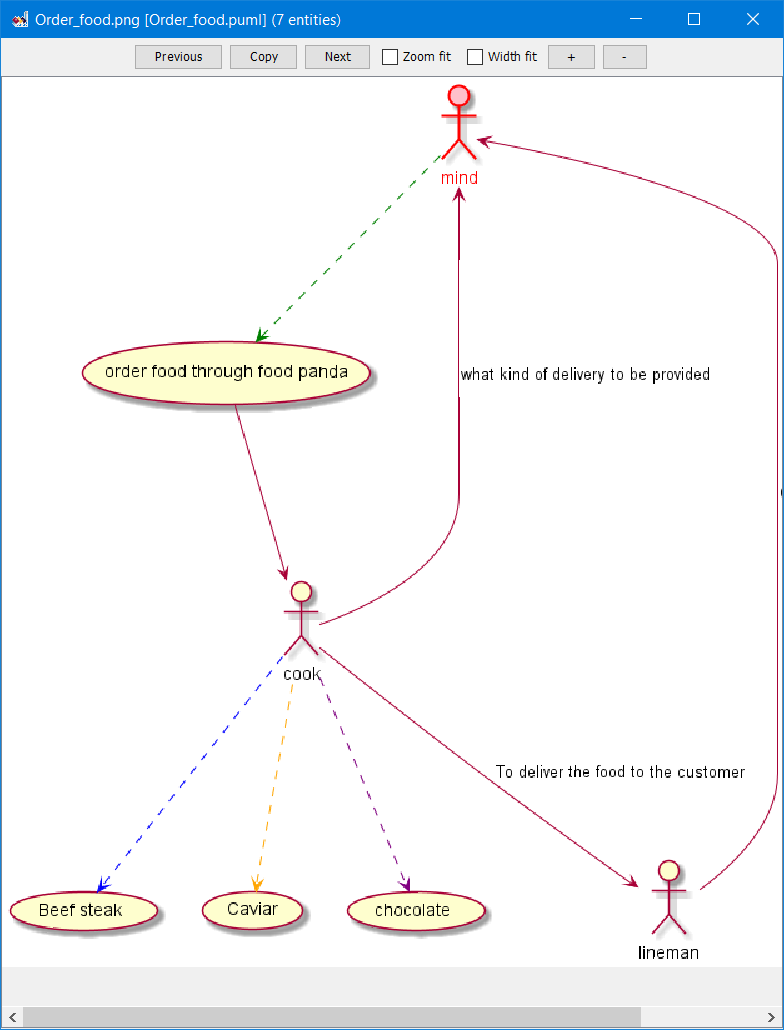 Order_food.png [Order_food.puml] (7 entities)
Previous Copy Next Zoom fit Width fit + -
mind
order food through food panda
what kind of delivery to be provided
cook
To deliver the food to the customer
Beef steak
Caviar
chocolate
lineman